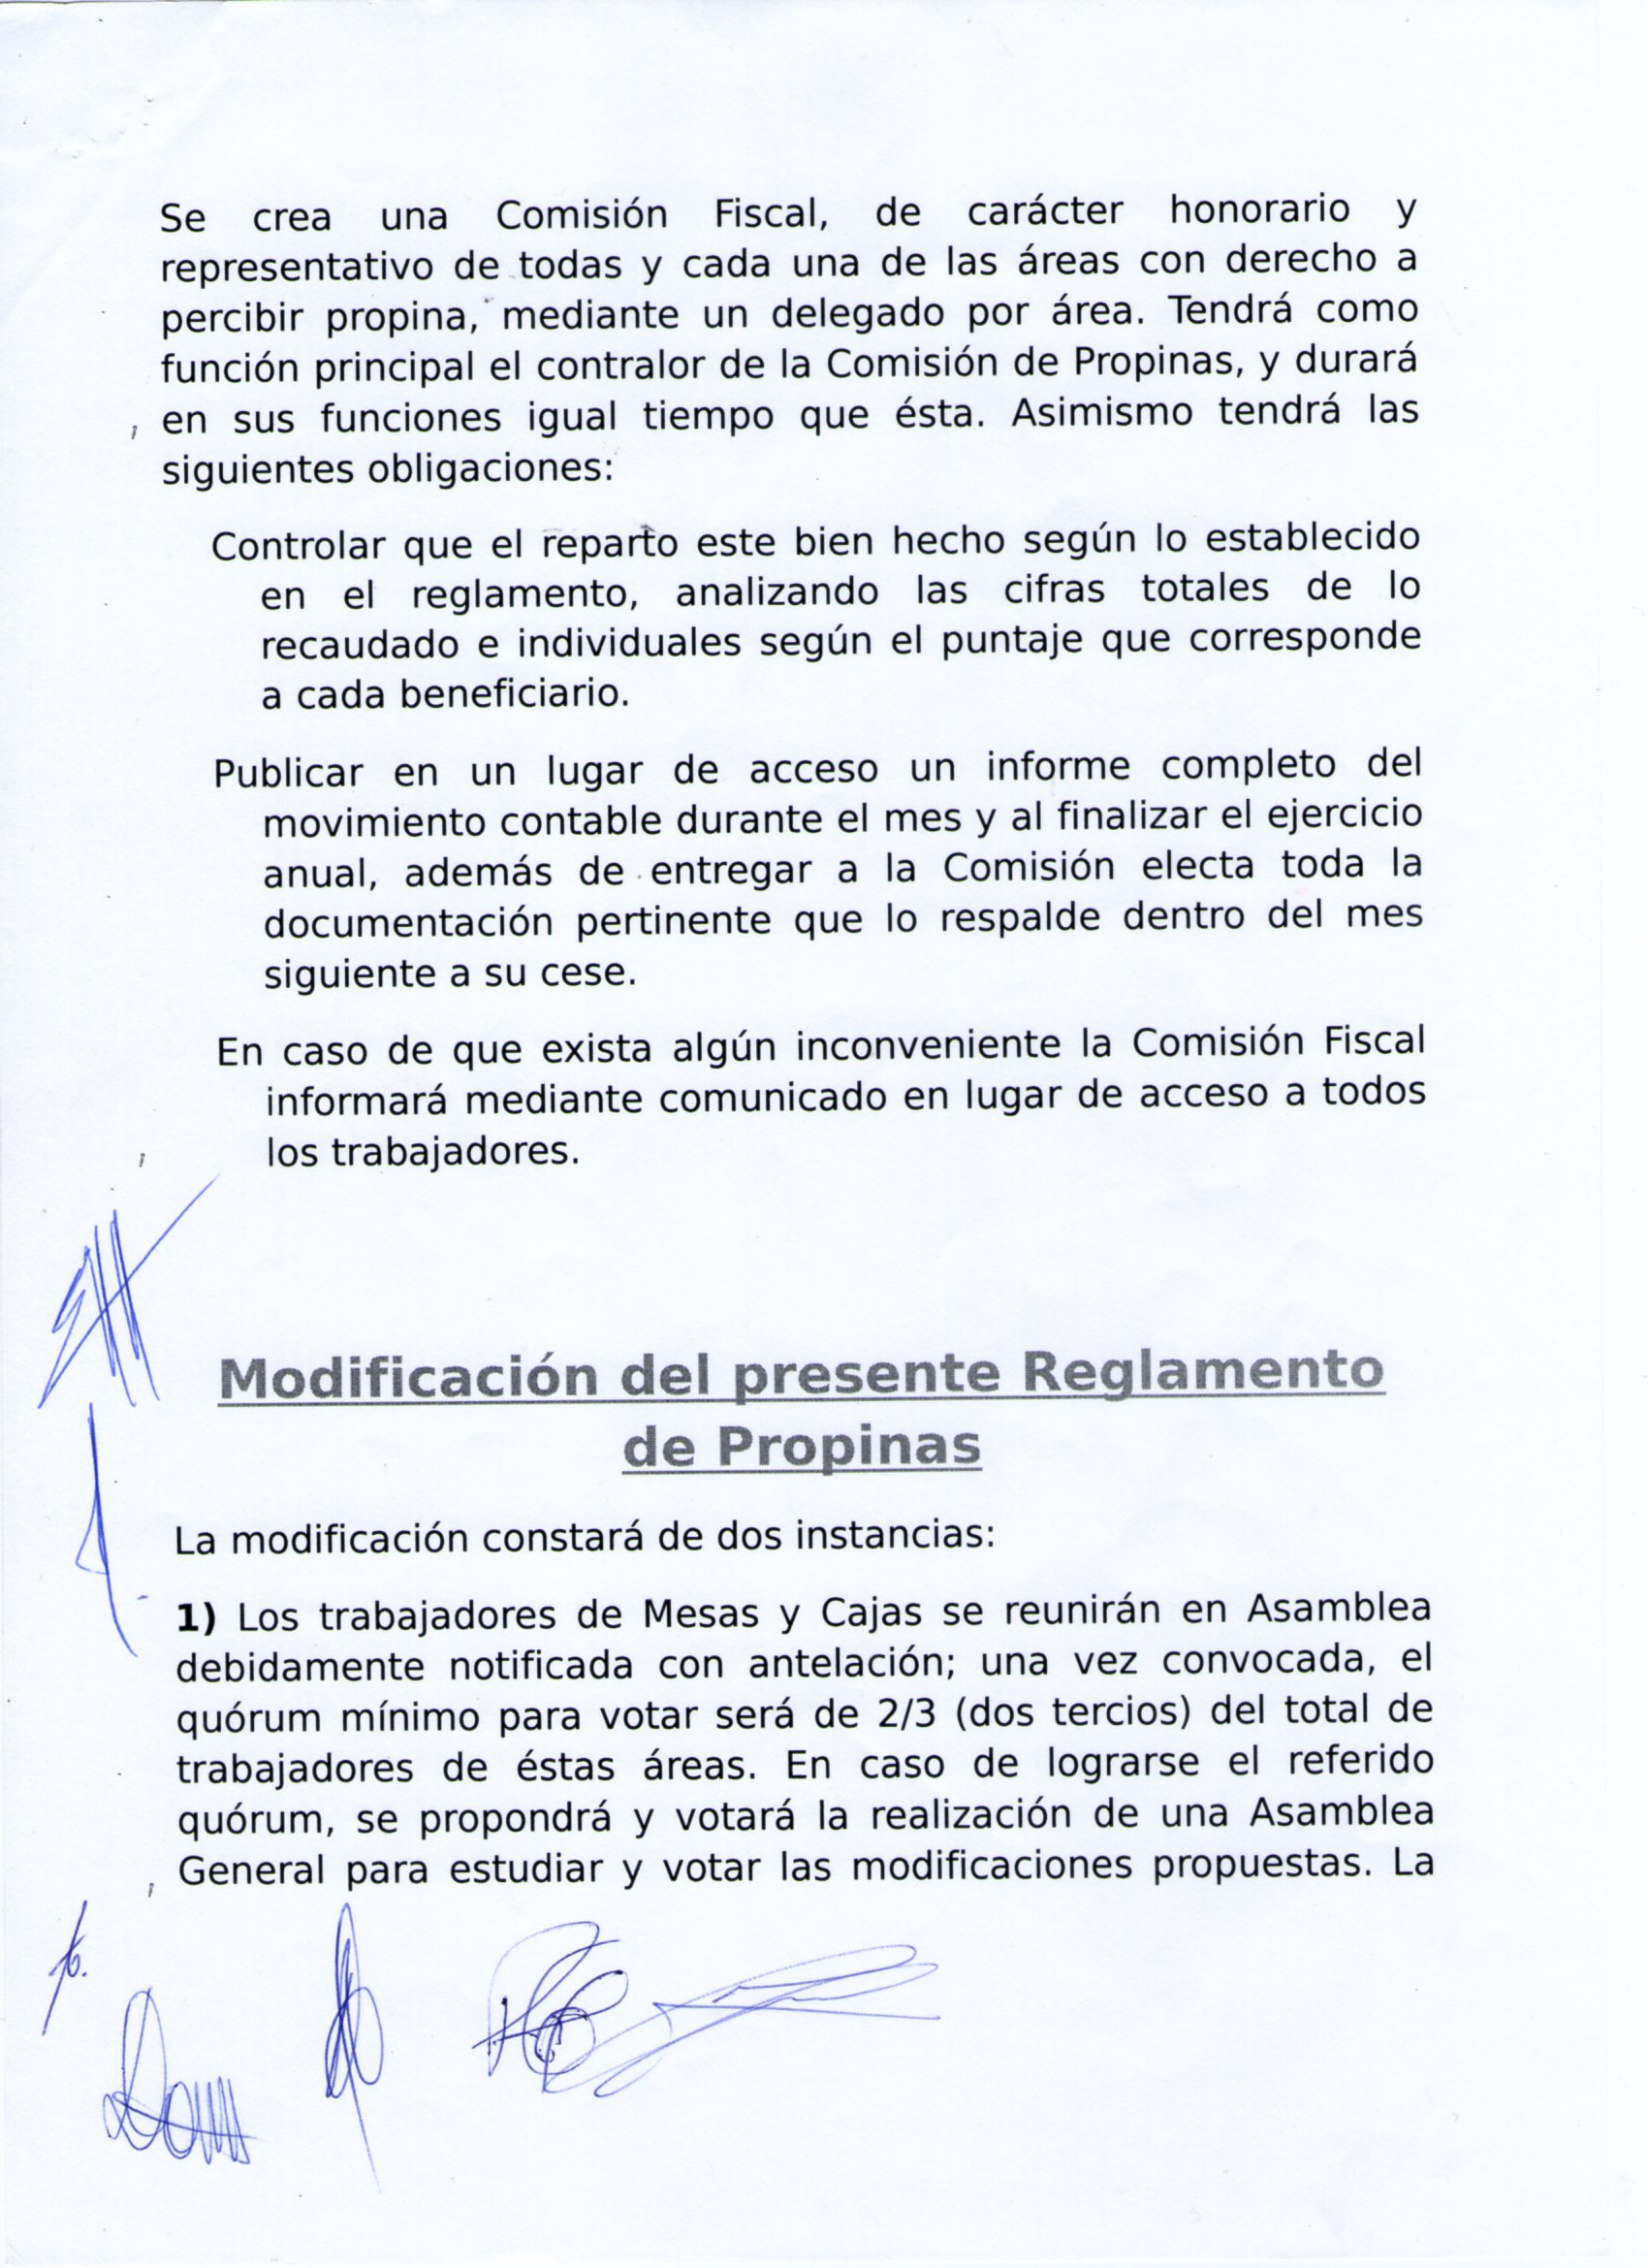 Se crea una Comisión Fiscal, de carácter honorario y
representativo de todas y cada una de las áreas con derecho a
percibir propina, mediante un delegado por área. Tendrá como
función principal el contralor de la Comisión de Propinas, y durará
en sus funciones igual tiempo que ésta. Asimismo tendrá las
siguientes obligaciones:
Controlar que el reparto este bien hecho según lo establecido
en el reglamento, analizando las cifras totales de lo
recaudado e individuales según el puntaje que corresponde
a cada beneficiario.
Publicar en un lugar de acceso un informe completo del
movimiento contable durante el mes y al finalizar el ejercicio
anual, además de entregar a la Comisión electa toda la
documentación pertinente que lo respalde dentro del mes
siguiente a su cese.
En caso de que exista algún inconveniente la Comisión Fiscal
informará mediante comunicado en lugar de acceso a todos
los trabajadores.
Modificación del presente Reglamento
de Propinas
La modificación constará de dos instancias:
1) Los trabajadores de Mesas y Cajas se reunirán en Asamblea
debidamente notificada con antelación; una vez convocada, el
quórum mínimo para votar será de 2/3 (dos tercios) del total de
trabajadores de éstas áreas. En caso de lograrse el referido
quórum, se propondrá y votará la realización de una Asamblea
General para estudiar y votar las modificaciones propuestas. La